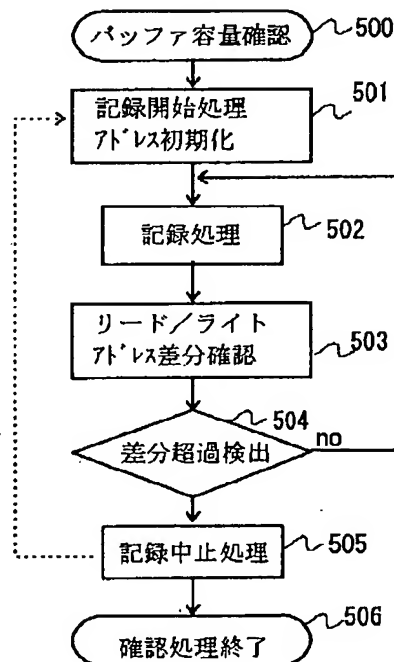 バッファ容量確認
500
記録開始処理
アドレス初期化
501
記録処理
502
リード/ライト
アドレス差分確認
503
504
差分超過検出
no
記録中止処理
505
確認処理終了
506